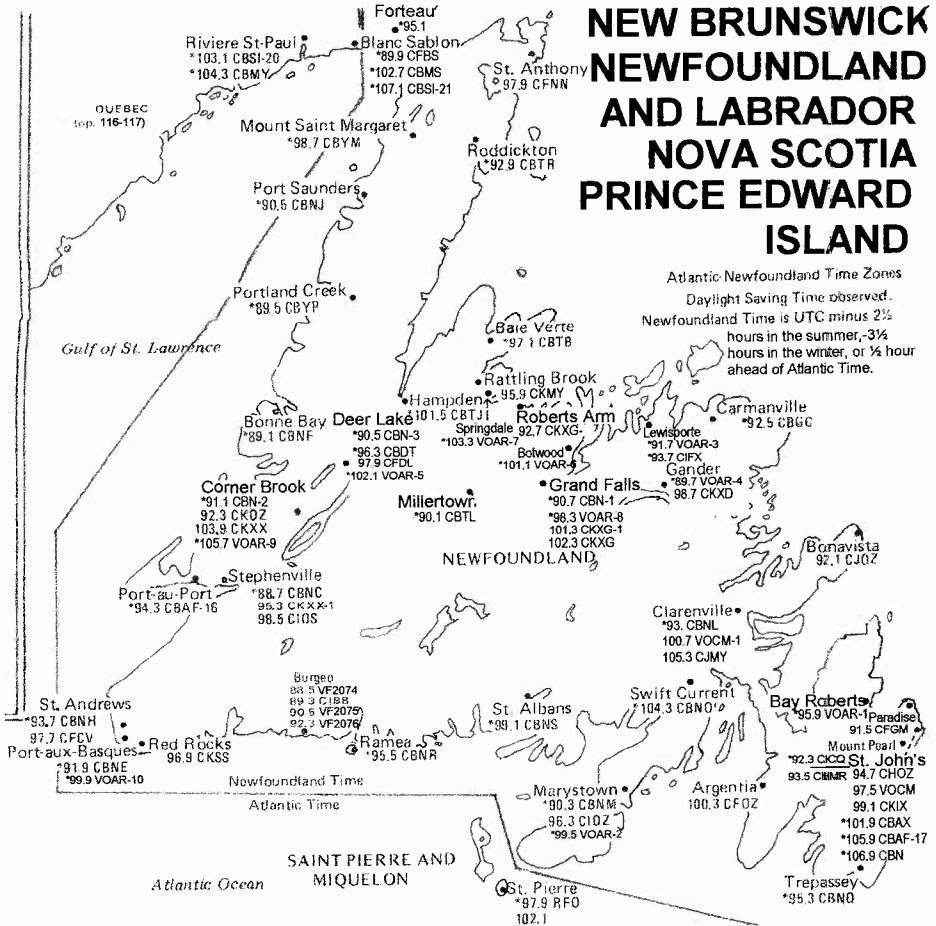 NEW BRUNSWICK
NEWFOUNDLAND
AND LABRADOR
NOVA SCOTIA
PRINCE EDWARD
ISLAND
Atlantic-Newfoundland Time Zones
Daylight Saving Time observed.
Newfoundland Time is UTC minus 2½
hours in the summer,-3½
hours in the winter, or ½ hour
ahead of Atlantic Time.
Forteau
*95.1
Riviere St-Paul
*103.1 CBSI-20
*104.3 CBMY
Blanc Sablon
*89.9 CFBS
*102.7 CBMS
*107.1 CBSI-21
St. Anthony
97.9 CFNN
QUEBEC
(pp. 116-117)
Mount Saint Margaret
*98.7 CBYM
Roddickton
*92.9 CBTR
Port Saunders
*90.5 CBNJ
Portland Creek
*89.5 CBYP
Gulf of St. Lawrence
Baie Verte
*97.1 CBTB
Rattling Brook
95.9 CKMY
Hampden
Bonne Bay
*89.1 CBNF
Deer Lake
*90.5 CBN-3
*96.3 CBDT
97.9 CFDL
*102.1 VOAR-5
Springdale
*103.3 VOAR-7
Roberts Arm
92.7 CKXG-
Botwood
*101.1 VOAR-6
Lewisporte
*91.7 VOAR-3
*93.7 CIFX
Carmanville
*92.5 CBGC
Gander
*89.7 VOAR-4
98.7 CKXD
Corner Brook
*91.1 CBN-2
92.3 CKOZ
103.9 CKXX
*105.7 VOAR-9
Millertown
*90.1 CBTL
Grand Falls
*90.7 CBN-1
*98.3 VOAR-8
101.3 CKXG-1
102.3 CKXG
NEWFOUNDLAND
Bonavista
92.1 CJOZ
Port-au-Port
*94.3 CBAF-16
Stephenville
*88.7 CBNC
95.3 CKXX-1
98.5 CIOS
Clarenville
*93. CBNL
100.7 VOCM-1
105.3 CJMY
Burgeo
88.5 VF2074
89.3 CIBB
90.5 VF2075
92.3 VF2076
St. Andrews
*93.7 CBNH
97.7 CFCV
Port-aux-Basques
*91.9 CBNE
*99.9 VOAR-10
Red Rocks
96.9 CKSS
Ramea
*95.5 CBNR
St. Albans
*99.1 CBNS
Swift Current
*104.3 CBNO
Bay Roberts
*95.9 VOAR-1
Paradise
91.5 CFGM
Mount Pearl
*92.3 CICQ
93.5 CIHMR
St. John's
94.7 CHOZ
97.5 VOCM
99.1 CKIX
*101.9 CBAX
*105.9 CBAF-17
*106.9 CBN
Newfoundland Time
Atlantic Time
Marystown
*90.3 CBNM
96.3 CIOZ
*99.5 VOAR-2
Argentia
100.3 CFOZ
Trepassey
*95.3 CBNO
SAINT PIERRE AND
MIQUELON
Atlantic Ocean
St. Pierre
*97.9 RFO
102.1